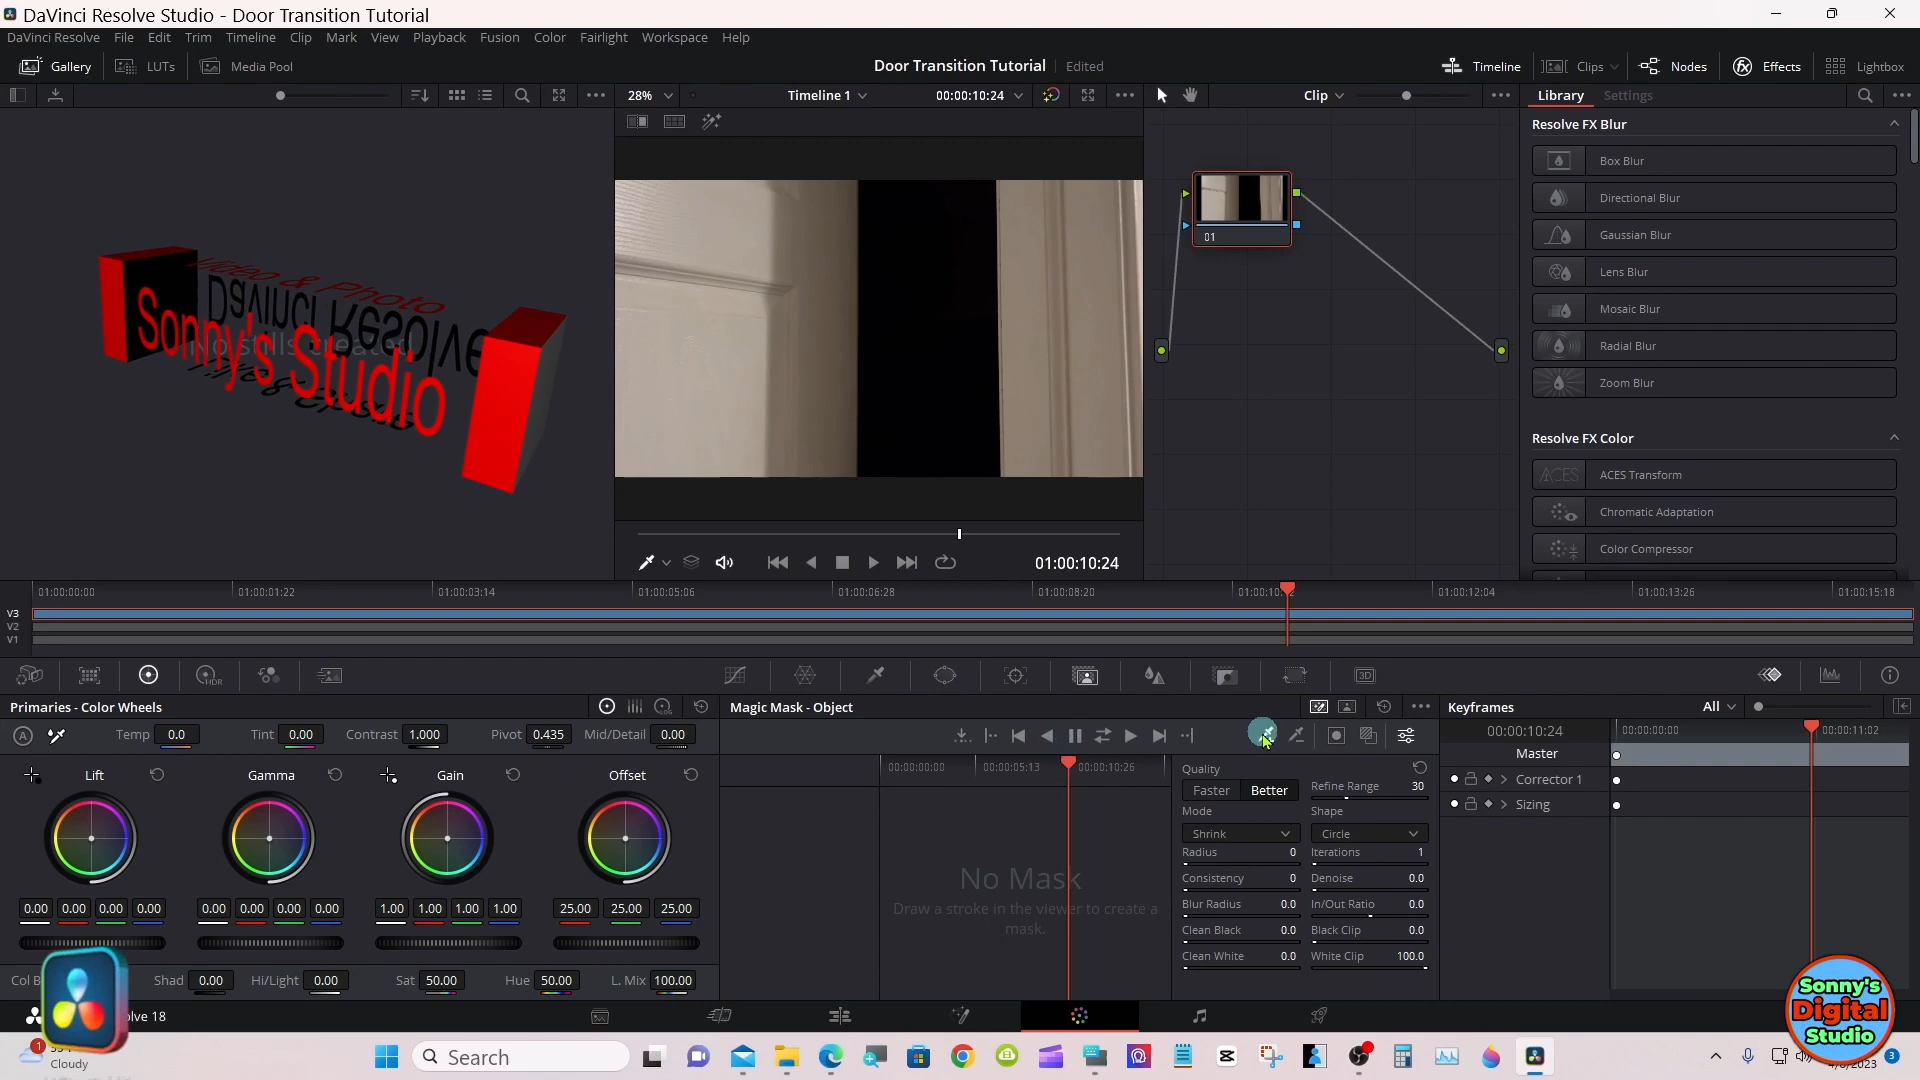 DaVinci Resolve Studio - Door Transition Tutorial
DaVinci Resolve File Edit Trim Timeline Clip Mark View Playback Fusion Color Fairlight Workspace Help
Gallery LUTs Media Pool Door Transition Tutorial Edited Timeline Clips Nodes Effects Lightbox
28% Timeline 1 00:00:10:24 Clip Library Settings
Resolve FX Blur
Box Blur
Directional Blur
Gaussian Blur
Lens Blur
Mosaic Blur
Radial Blur
Zoom Blur
Resolve FX Color
ACES Transform
Chromatic Adaptation
Color Compressor
01
Video & Photo
Davinci Resolve
No stills created
Sonny's Studio
01:00:10:24
01:00:00:00 01:00:01:22 01:00:03:14 01:00:05:06 01:00:06:28 01:00:08:20 01:00:12:04 01:00:13:26 01:00:15:18
V3
V2
V1
HDR 3D
Primaries - Color Wheels
Temp 0.0 Tint 0.00 Contrast 1.000 Pivot 0.435 Mid/Detail 0.00
Lift Gamma Gain Offset
0.00 0.00 0.00 0.00 0.00 0.00 0.00 0.00 1.00 1.00 1.00 1.00 25.00 25.00 25.00
Shad 0.00 Hi/Light 0.00 Sat 50.00 Hue 50.00 L. Mix 100.00
Magic Mask - Object
00:00:00:00 00:00:05:13 00:00:10:26
No Mask
Draw a stroke in the viewer to create a
mask.
Quality
Faster Better Refine Range 30
Mode Shape
Shrink Circle
Radius 0 Iterations 1
Consistency 0 Denoise 0.0
Blur Radius 0.0 In/Out Ratio 0.0
Clean Black 0.0 Black Clip 0.0
Clean White 0.0 White Clip 100.0
Keyframes All
00:00:10:24 00:00:00:00 00:00:11:02
Master
Corrector 1
Sizing
Sonny's
Digital
Studio
Cloudy
Search
1
3